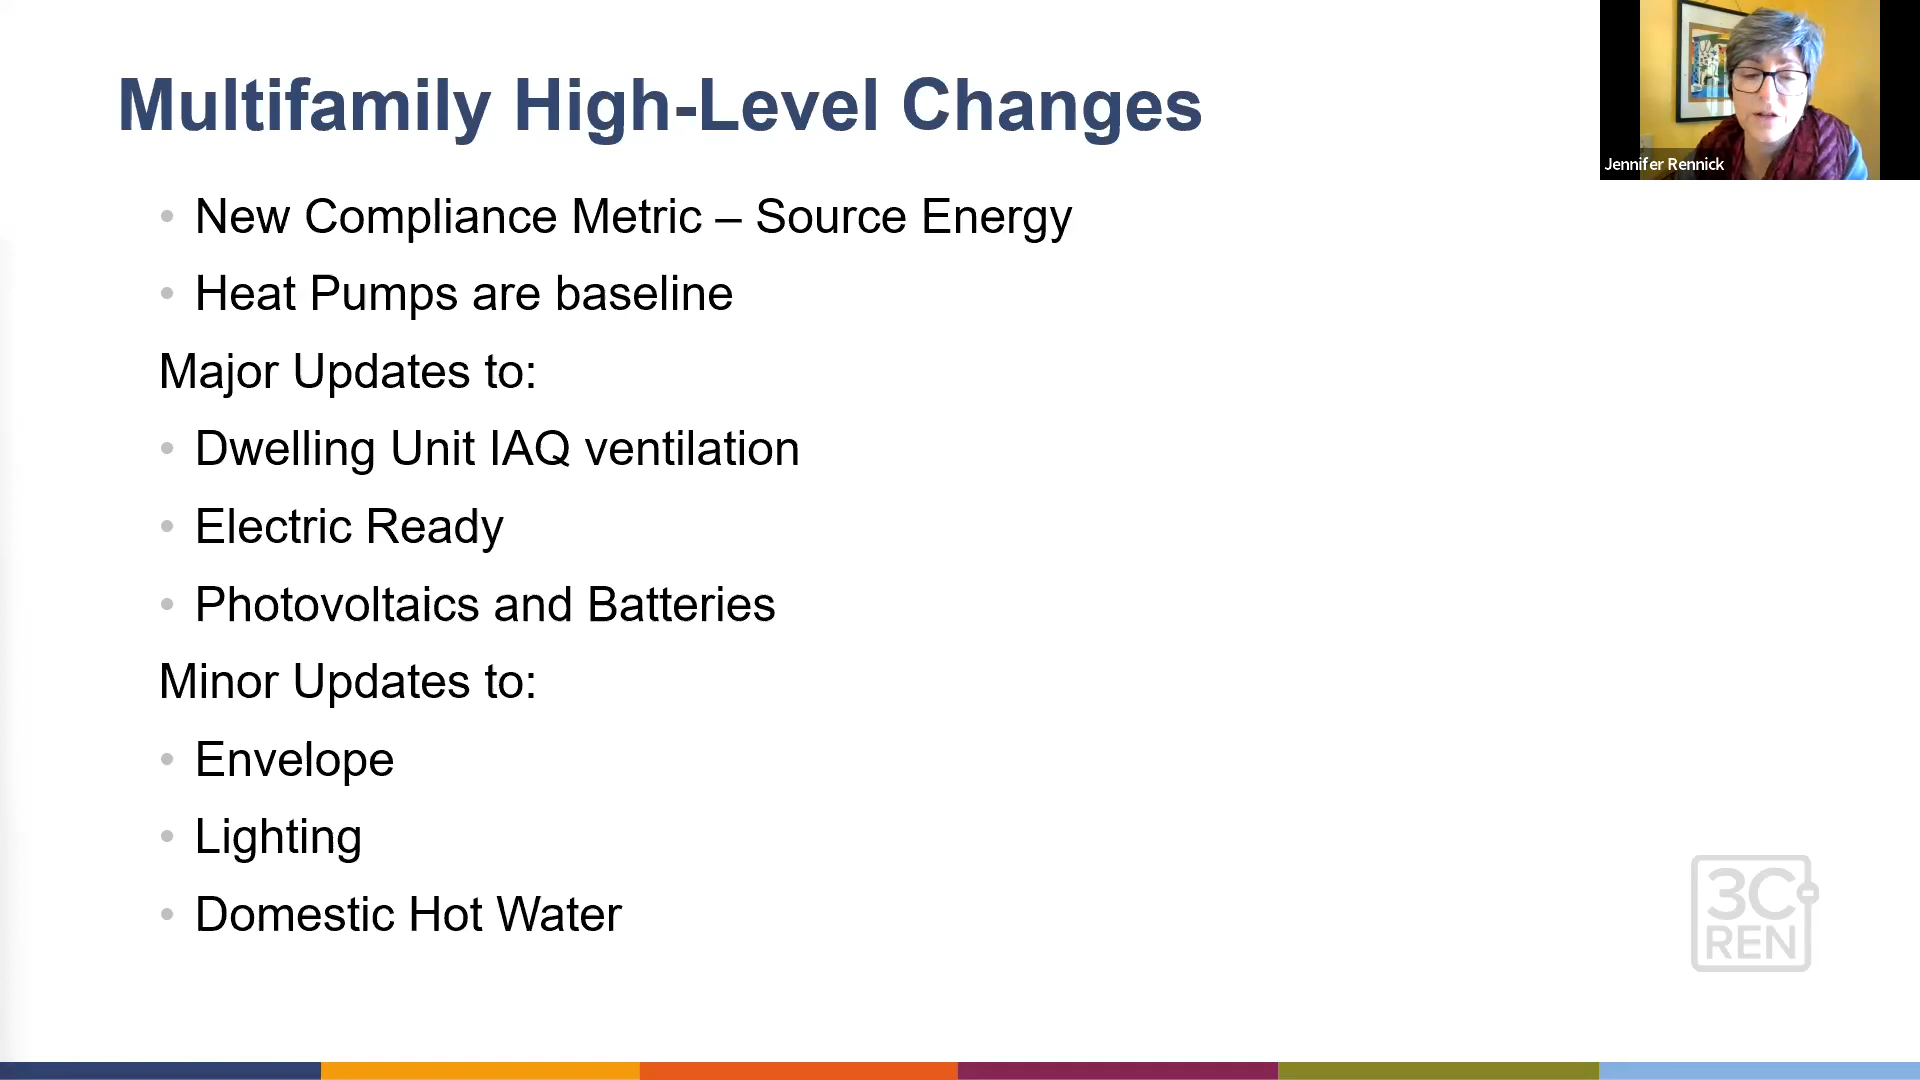 Multifamily High-Level Changes
Jennifer Rennick
• New Compliance Metric – Source Energy
• Heat Pumps are baseline
Major Updates to:
• Dwelling Unit IAQ ventilation
• Electric Ready
• Photovoltaics and Batteries
Minor Updates to:
• Envelope
• Lighting
• Domestic Hot Water
3C
REN